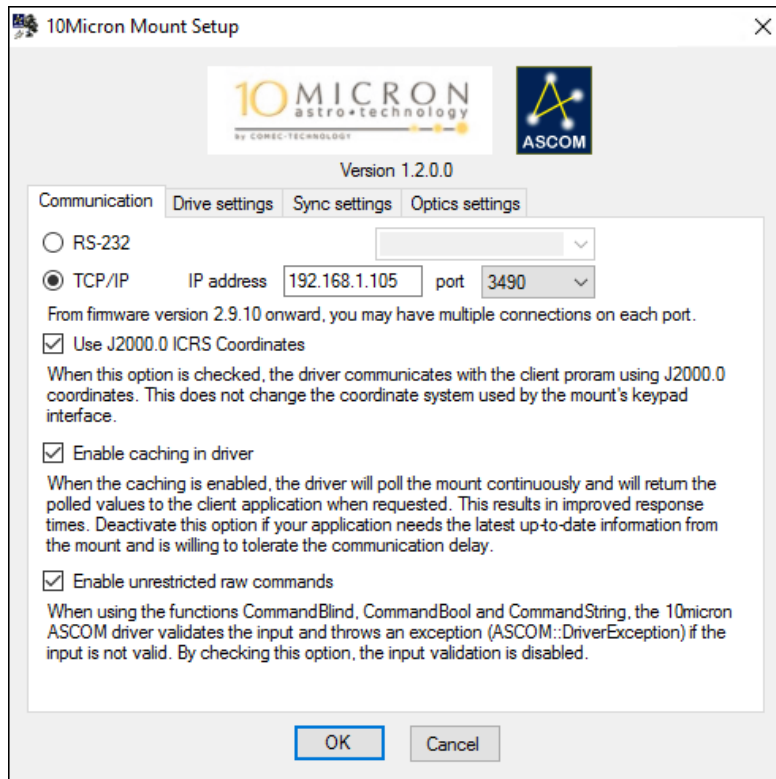 10Micron Mount Setup
10 MICRON
astro•technology
by COMEC-TECHNOLOGY
ASCOM
Version 1.2.0.0
Communication Drive settings Sync settings Optics settings
RS-232
TCP/IP IP address 192.168.1.105 port 3490
From firmware version 2.9.10 onward, you may have multiple connections on each port.
Use J2000.0 ICRS Coordinates
When this option is checked, the driver communicates with the client proram using J2000.0
coordinates. This does not change the coordinate system used by the mount's keypad
interface.
Enable caching in driver
When the caching is enabled, the driver will poll the mount continuously and will return the
polled values to the client application when requested. This results in improved response
times. Deactivate this option if your application needs the latest up-to-date information from
the mount and is willing to tolerate the communication delay.
Enable unrestricted raw commands
When using the functions CommandBlind, CommandBool and CommandString, the 10micron
ASCOM driver validates the input and throws an exception (ASCOM::DriverException) if the
input is not valid. By checking this option, the input validation is disabled.
OK Cancel